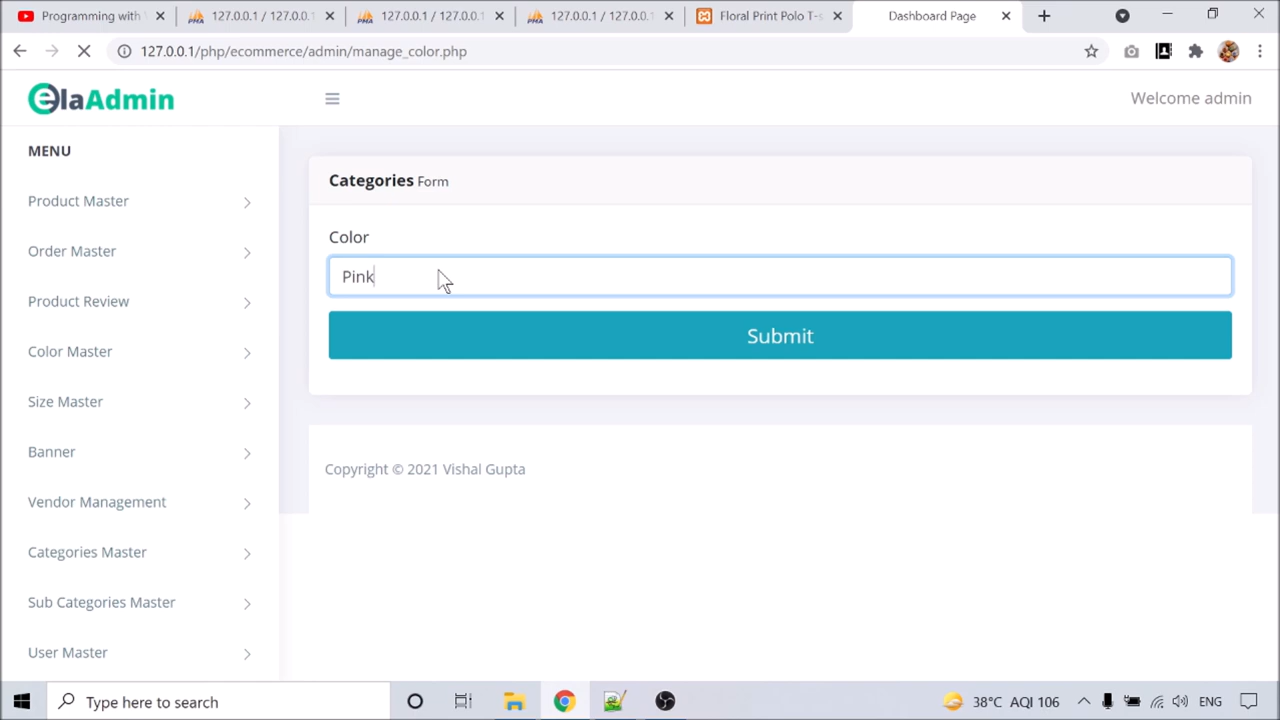 Programming with V
127.0.0.1 / 127.0.0.1
127.0.0.1 / 127.0.0.1
127.0.0.1 / 127.0.0.1
Floral Print Polo T-s
Dashboard Page
127.0.0.1/php/ecommerce/admin/manage_color.php
elaAdmin
Welcome admin
MENU
Product Master
Order Master
Product Review
Color Master
Size Master
Banner
Vendor Management
Categories Master
Sub Categories Master
User Master
Categories Form
Color
Pink
Submit
Copyright © 2021 Vishal Gupta
Type here to search
38°C AQI 106
ENG